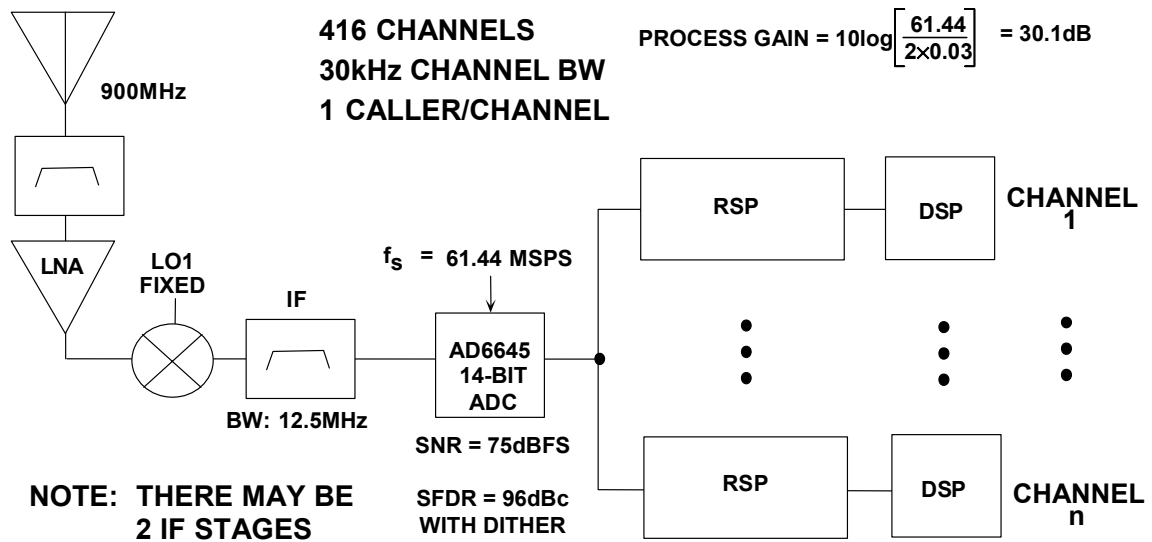 416 CHANNELS
30kHz CHANNEL BW
1 CALLER/CHANNEL
PROCESS GAIN = 10log[61.44 / 2×0.03] = 30.1dB
900MHz
LNA
LO1
FIXED
IF
BW: 12.5MHz
fs = 61.44 MSPS
AD6645
14-BIT
ADC
SNR = 75dBFS
SFDR = 96dBc
WITH DITHER
RSP
DSP
CHANNEL
1
RSP
DSP
CHANNEL
n
NOTE: THERE MAY BE
2 IF STAGES